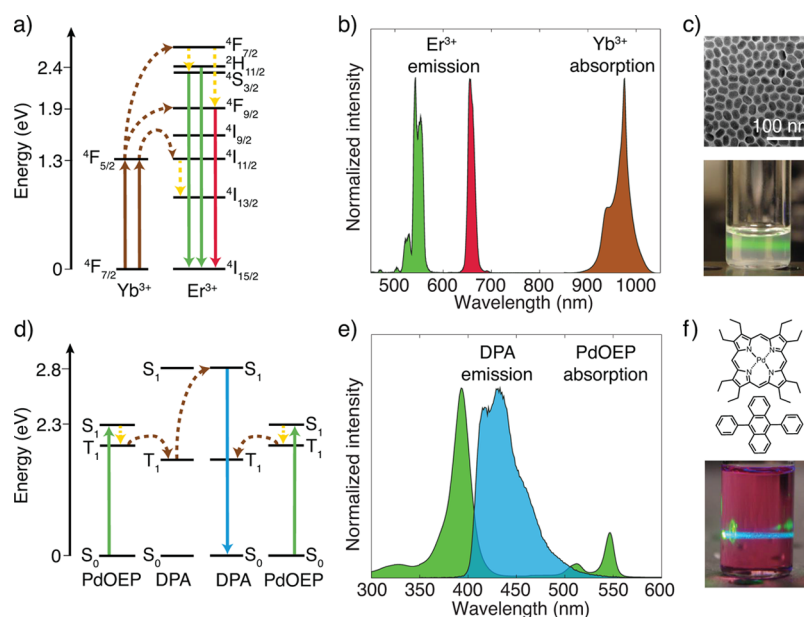 a)
Energy (eV)
2.4
1.9
1.3
0
⁴F₅/₂
⁴F₇/₂
Yb³⁺
Er³⁺
⁴F₇/₂
²H₁₁/₂
⁴S₃/₂
⁴F₉/₂
⁴I₉/₂
⁴I₁₁/₂
⁴I₁₃/₂
⁴I₁₅/₂
b)
Normalized intensity
Er³⁺
emission
Yb³⁺
absorption
500 600 700 800 900 1000
Wavelength (nm)
c)
100 nm
d)
Energy (eV)
2.8
2.3
0
S₁
T₁
S₀
PdOEP
S₁
T₁
S₀
DPA
S₁
T₁
S₀
DPA
S₁
T₁
S₀
PdOEP
e)
Normalized intensity
DPA
emission
PdOEP
absorption
300 350 400 450 500 550 600
Wavelength (nm)
f)
N
N
Pd
N
N